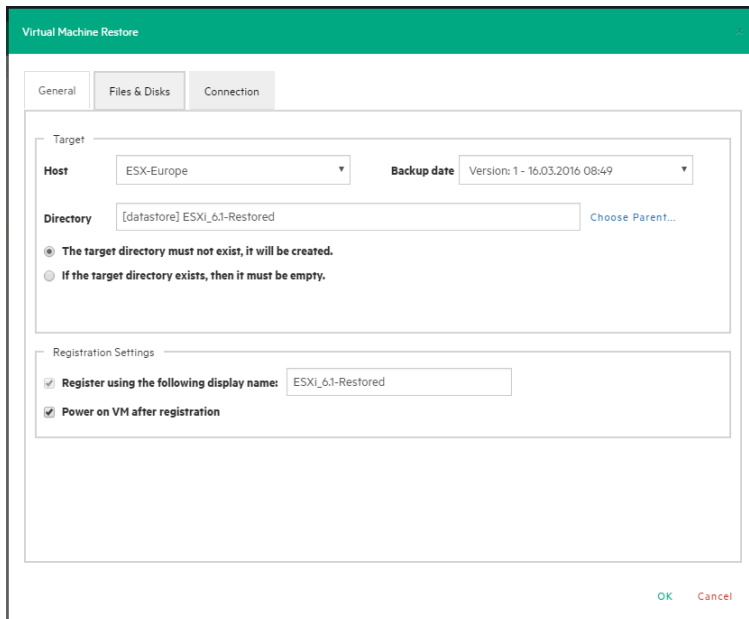 Virtual Machine Restore
General Files & Disks Connection
Target
Host ESX-Europe Backup date Version: 1 - 16.03.2016 08:49
Directory [datastore] ESXi_6.1-Restored Choose Parent...
The target directory must not exist, it will be created.
If the target directory exists, then it must be empty.
Registration Settings
Register using the following display name: ESXi_6.1-Restored
Power on VM after registration
OK Cancel